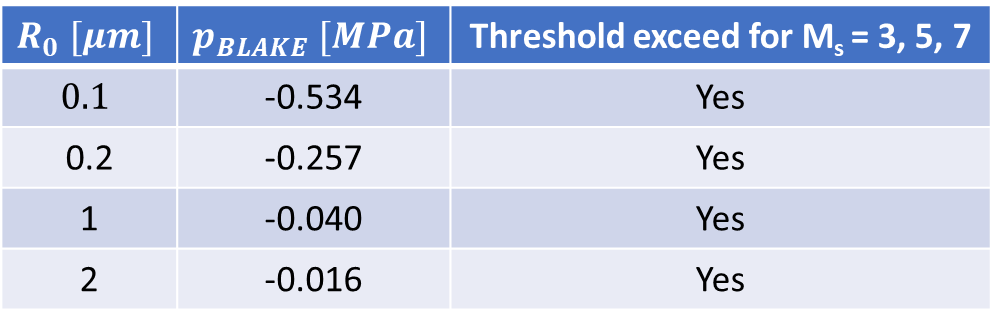 R₀ [μm] p_BLAKE [MPa] Threshold exceed for Mₛ = 3, 5, 7
0.1 -0.534 Yes
0.2 -0.257 Yes
1 -0.040 Yes
2 -0.016 Yes